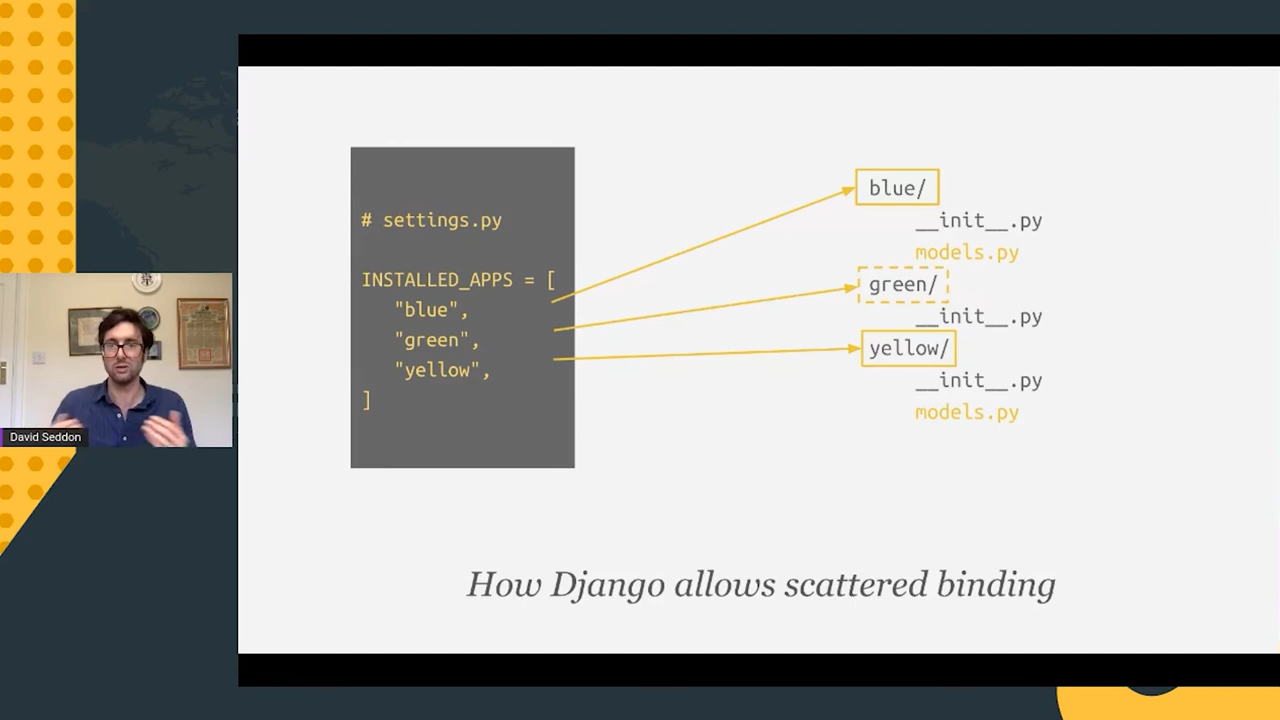 # settings.py
INSTALLED_APPS = [
"blue",
"green",
"yellow",
]
blue/
__init__.py
models.py
green/
__init__.py
yellow/
__init__.py
models.py
David Seddon
How Django allows scattered binding